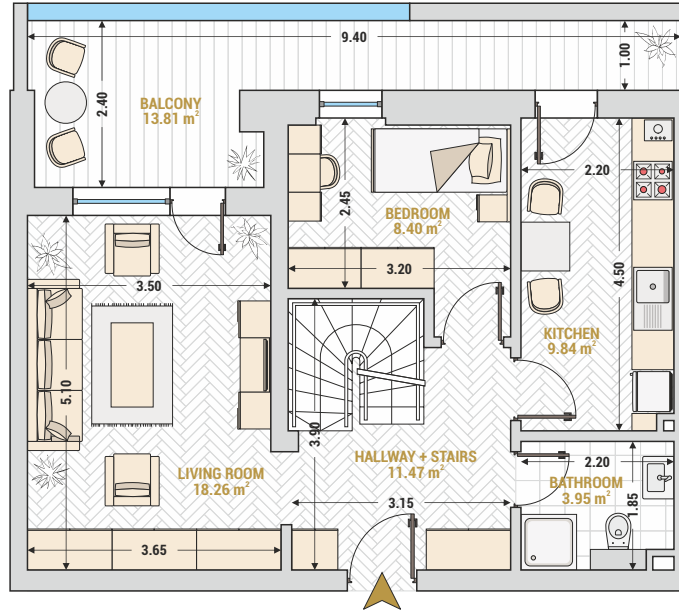 9.40
1.00
BALCONY
13.81 m²
2.40
2.20
BEDROOM
8.40 m²
2.45
3.20
3.50
4.50
KITCHEN
9.84 m²
5.10
3.90
HALLWAY + STAIRS
11.47 m²
LIVING ROOM
18.26 m²
2.20
BATHROOM
3.95 m²
1.85
3.15
3.65